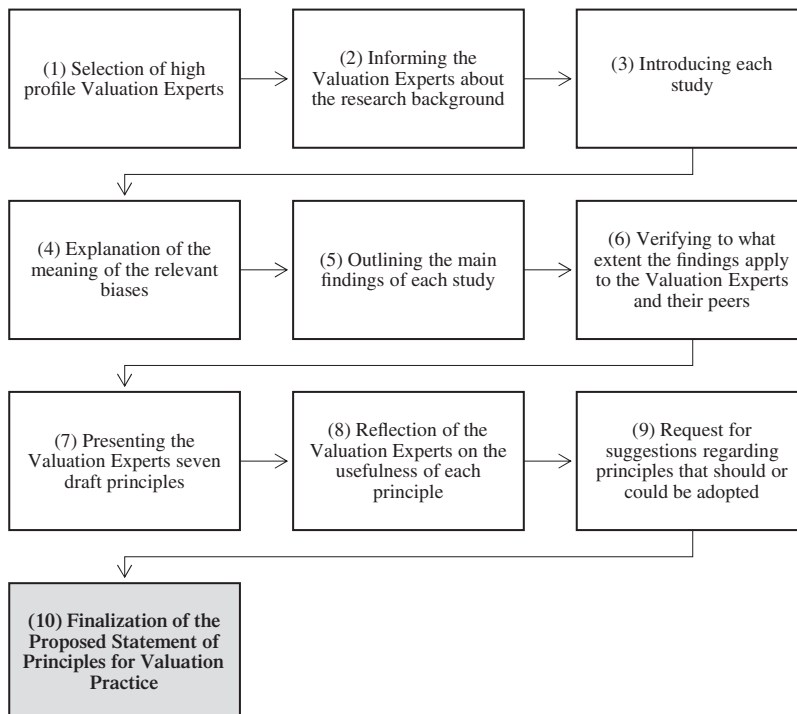 (1) Selection of high
profile Valuation Experts
(2) Informing the
Valuation Experts about
the research background
(3) Introducing each
study
(4) Explanation of the
meaning of the relevant
biases
(5) Outlining the main
findings of each study
(6) Verifying to what
extent the findings apply
to the Valuation Experts
and their peers
(7) Presenting the
Valuation Experts seven
draft principles
(8) Reflection of the
Valuation Experts on the
usefulness of each
principle
(9) Request for
suggestions regarding
principles that should or
could be adopted
(10) Finalization of the
Proposed Statement of
Principles for Valuation
Practice